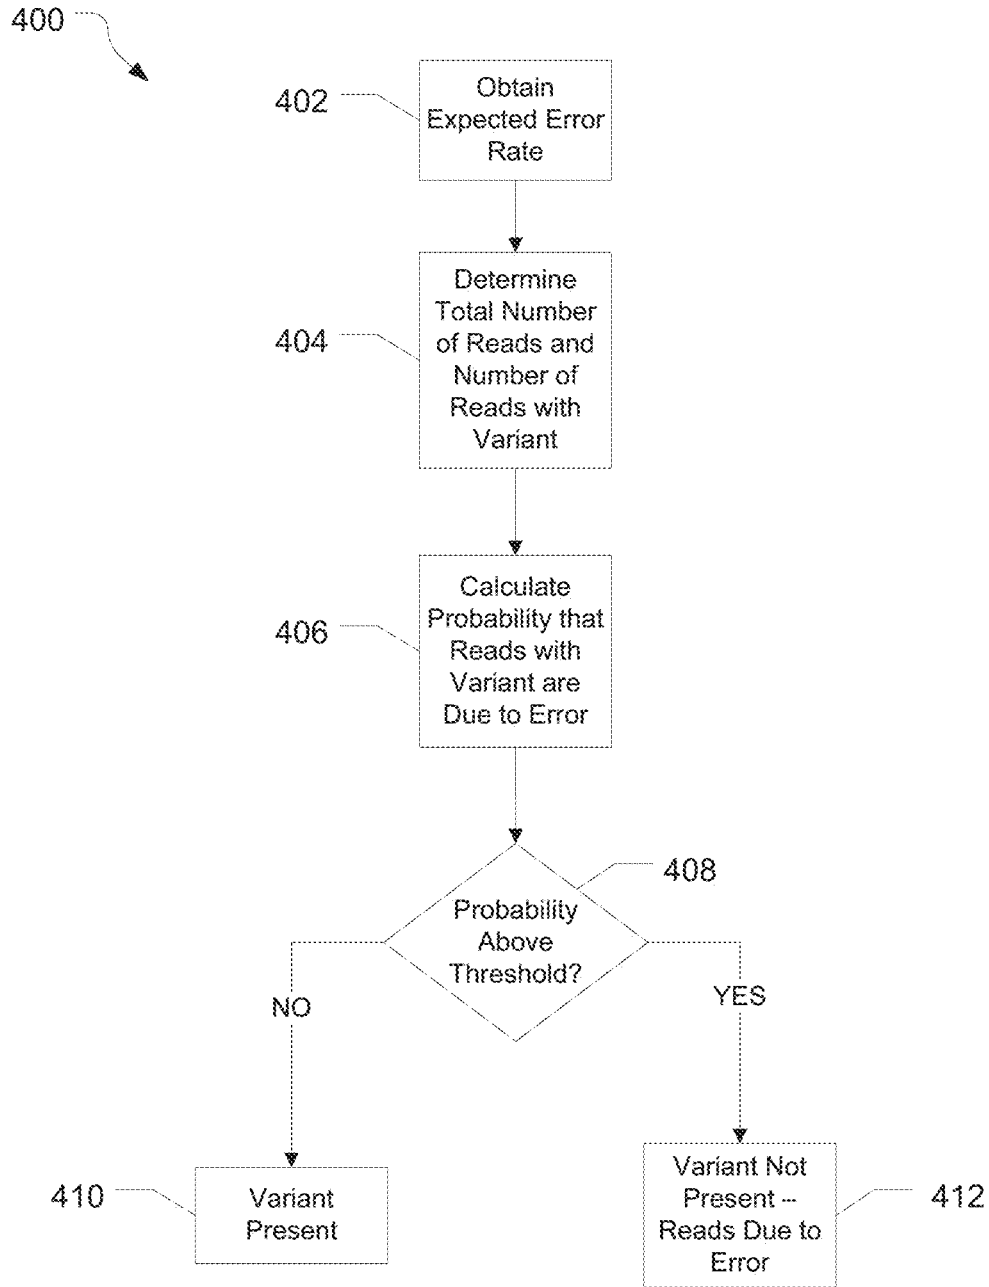 400
402
Obtain
Expected Error
Rate
404
Determine
Total Number
of Reads and
Number of
Reads with
Variant
406
Calculate
Probability that
Reads with
Variant are
Due to Error
408
Probability
Above
Threshold?
NO
YES
410
Variant
Present
Variant Not
Present –
Reads Due to
Error
412